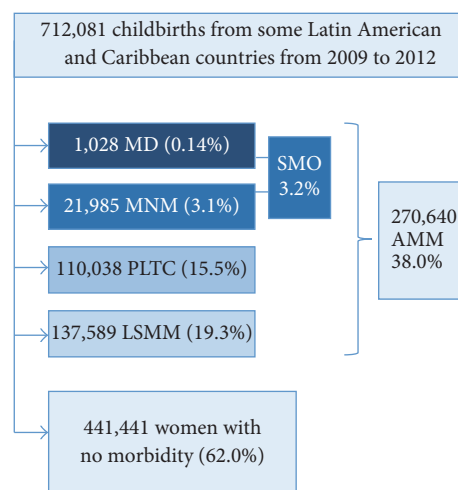 712,081 childbirths from some Latin American
and Caribbean countries from 2009 to 2012
1,028 MD (0.14%)
SMO
3.2%
21,985 MNM (3.1%)
270,640
AMM
38.0%
110,038 PLTC (15.5%)
137,589 LSMM (19.3%)
441,441 women with
no morbidity (62.0%)